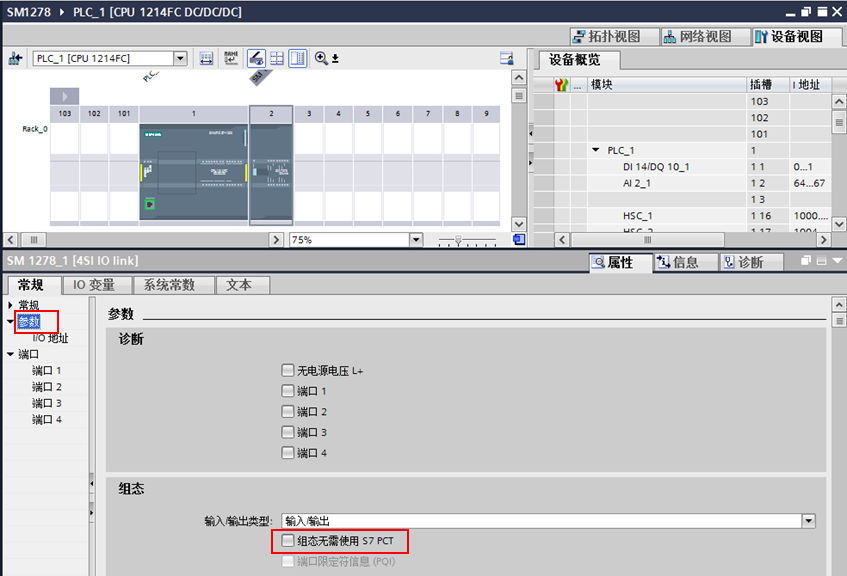 SM1278 ▸ PLC_1 [CPU 1214FC DC/DC/DC]
拓扑视图 网络视图 设备视图
PLC_1 [CPU 1214FC]
设备概览
模块 插槽 I 地址
103
102
101
PLC_1 1
DI 14/DQ 10_1 1 1 0...1
AI 2_1 1 2 64...67
1 3
HSC_1 1 16 1000....
HSC_2 1 17 1004
103 102 101 1 2 3 4 5 6 7 8 9
Rack_0
SIEMENS
75%
SM 1278_1 [4SI IO link]
属性 信息 诊断
常规 IO 变量 系统常数 文本
常规
参数
I/O 地址
端口
端口 1
端口 2
端口 3
端口 4
参数
诊断
无电源电压 L+
端口 1
端口 2
端口 3
端口 4
组态
输入/输出类型: 输入/输出
组态无需使用 S7 PCT
端口限定符信息 (PQI)